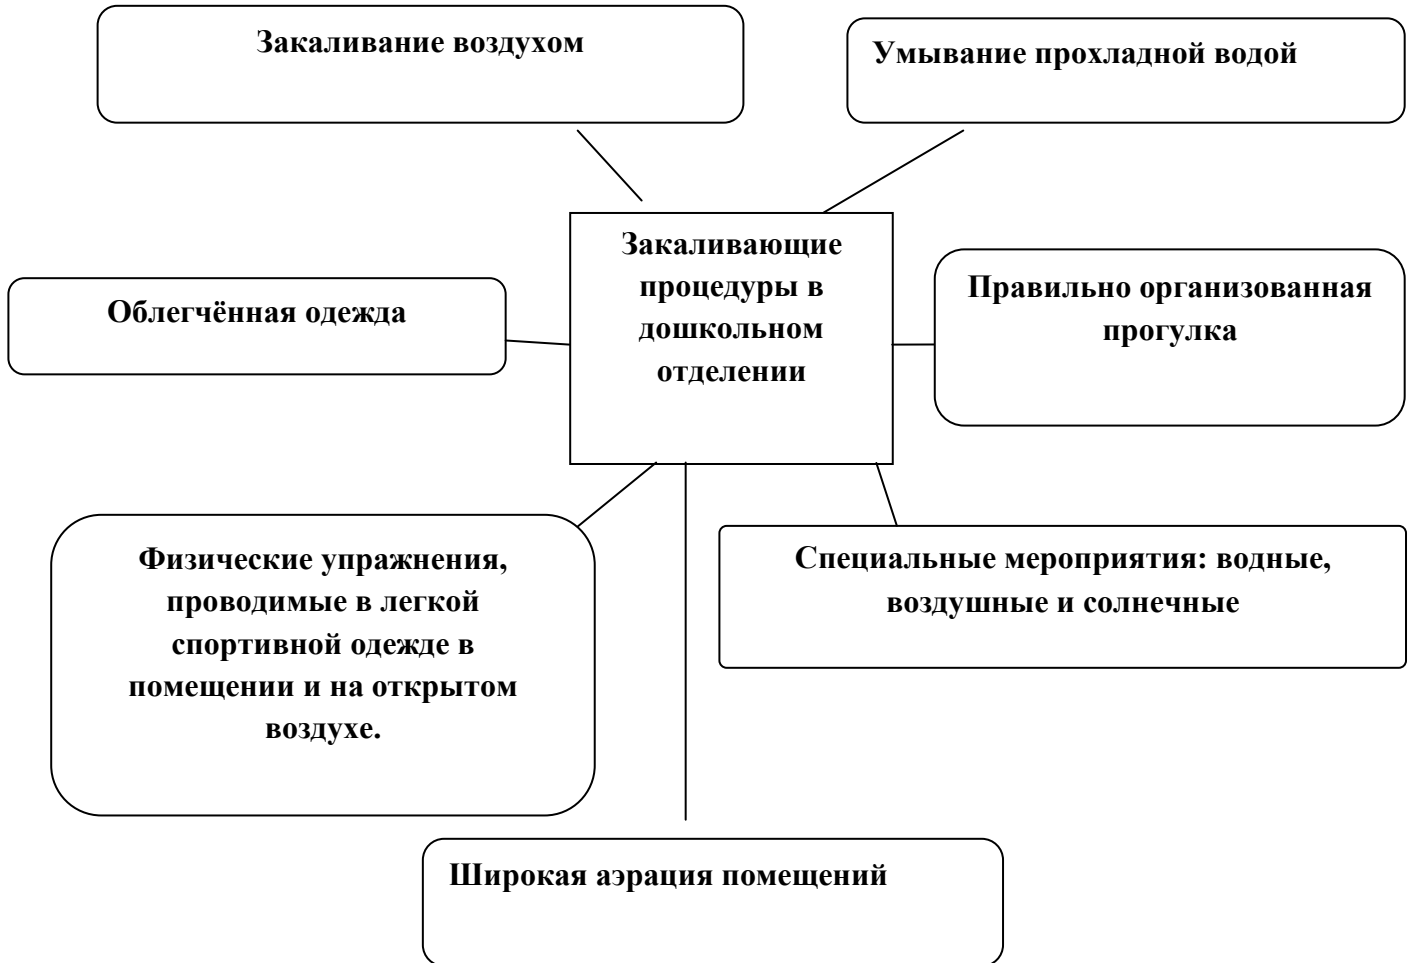 Закаливание воздухом
Умывание прохладной водой
Закаливающие
процедуры в
дошкольном
отделении
Облегчённая одежда
Правильно организованная
прогулка
Физические упражнения,
проводимые в легкой
спортивной одежде в
помещении и на открытом
воздухе.
Специальные мероприятия: водные,
воздушные и солнечные
Широкая аэрация помещений